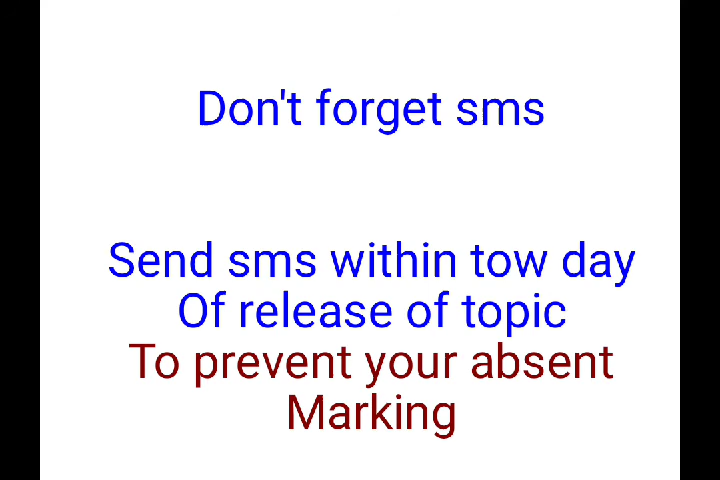 Don't forget sms
Send sms within tow day
Of release of topic
To prevent your absent
Marking